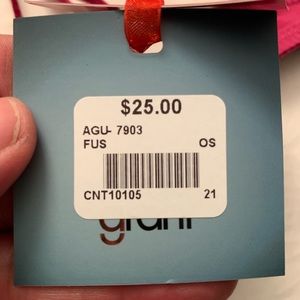 $25.00
AGU- 7903
FUS OS
CNT10105 21